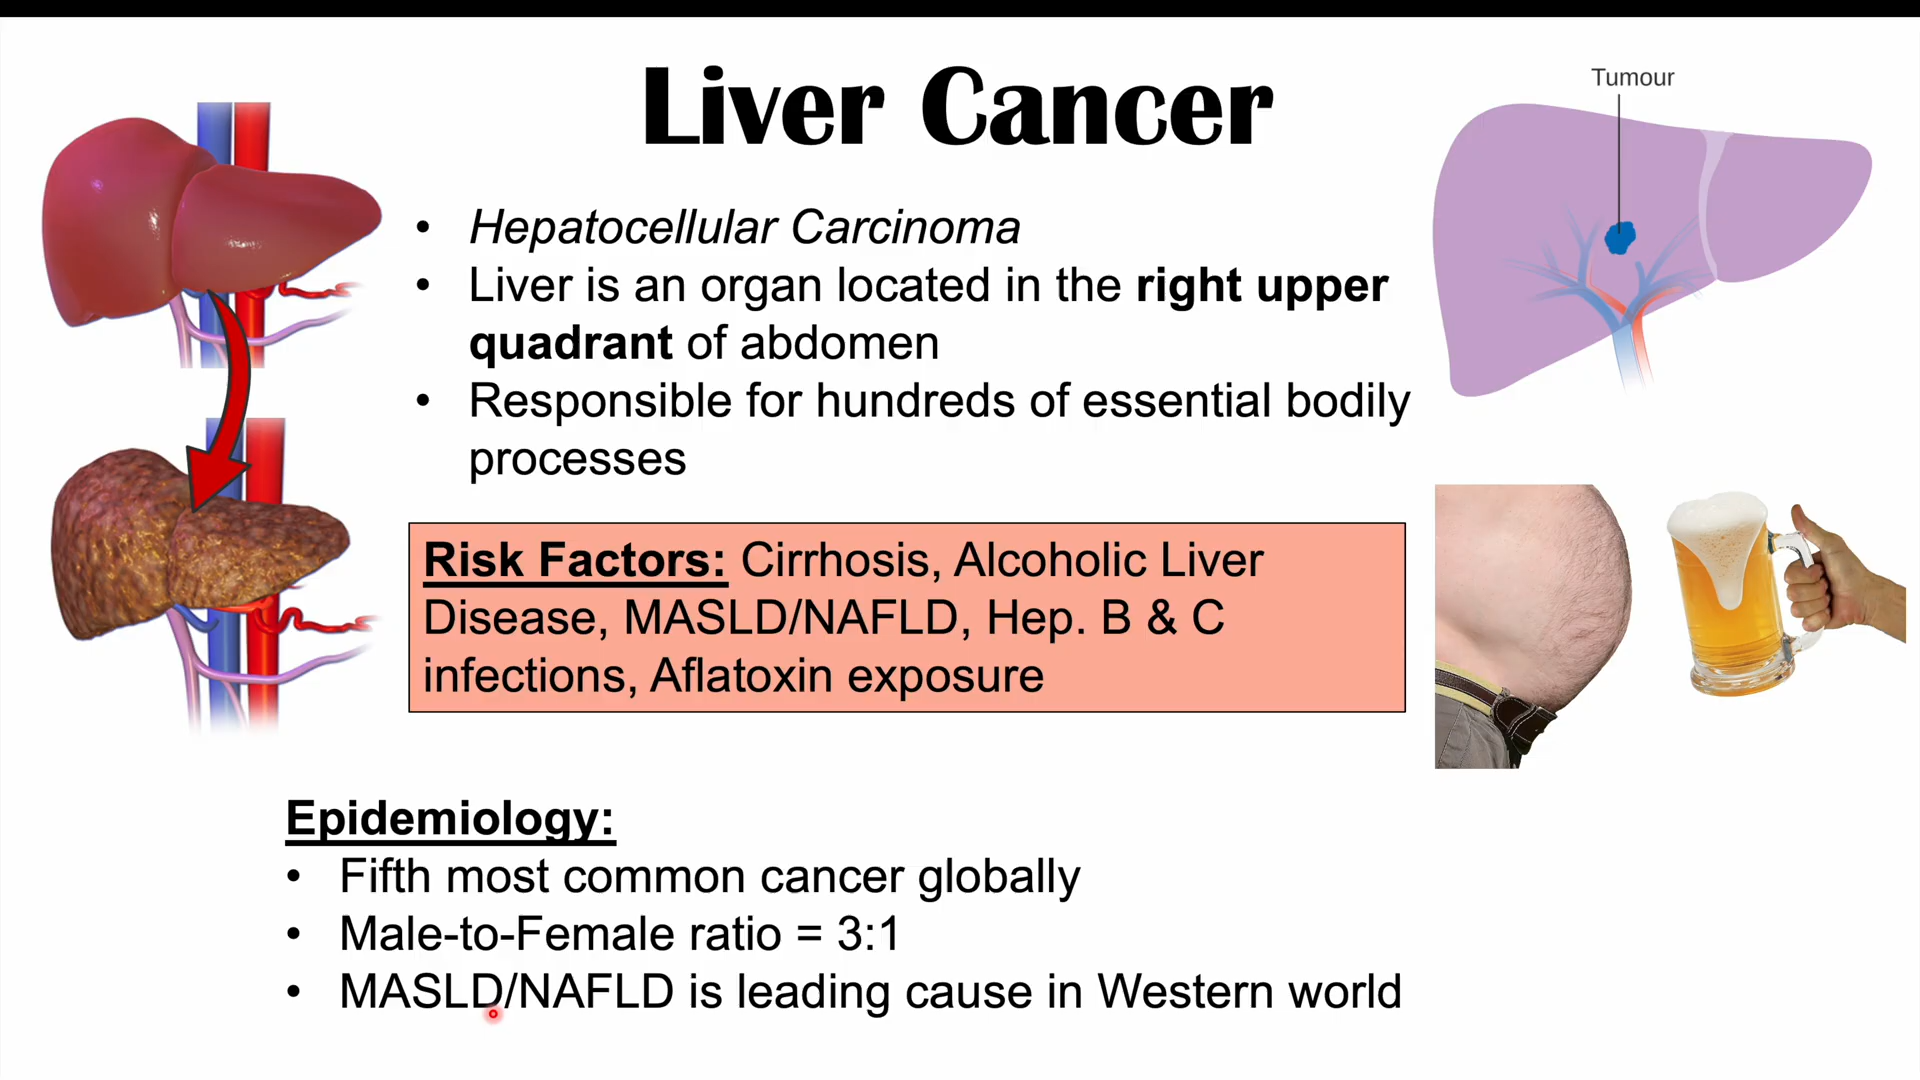 Liver Cancer
Tumour
• Hepatocellular Carcinoma
• Liver is an organ located in the right upper
quadrant of abdomen
• Responsible for hundreds of essential bodily
processes
Risk Factors: Cirrhosis, Alcoholic Liver
Disease, MASLD/NAFLD, Hep. B & C
infections, Aflatoxin exposure
Epidemiology:
• Fifth most common cancer globally
• Male-to-Female ratio = 3:1
• MASLD/NAFLD is leading cause in Western world